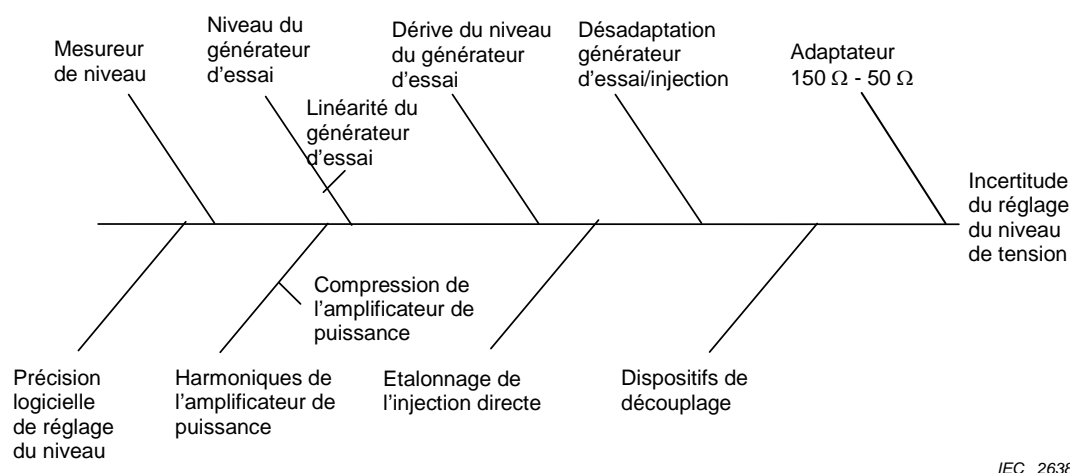 Mesureur
de niveau
Niveau du
générateur
d'essai
Linéarité du
générateur
d'essai
Dérive du niveau
du générateur
d'essai
Désadaptation
générateur
d'essai/injection
Adaptateur
150 Ω - 50 Ω
Incertitude
du réglage
du niveau
de tension
Compression de
l'amplificateur de
puissance
Précision
logicielle
de réglage
du niveau
Harmoniques de
l'amplificateur de
puissance
Etalonnage de
l'injection directe
Dispositifs de
découplage
IEC 2638